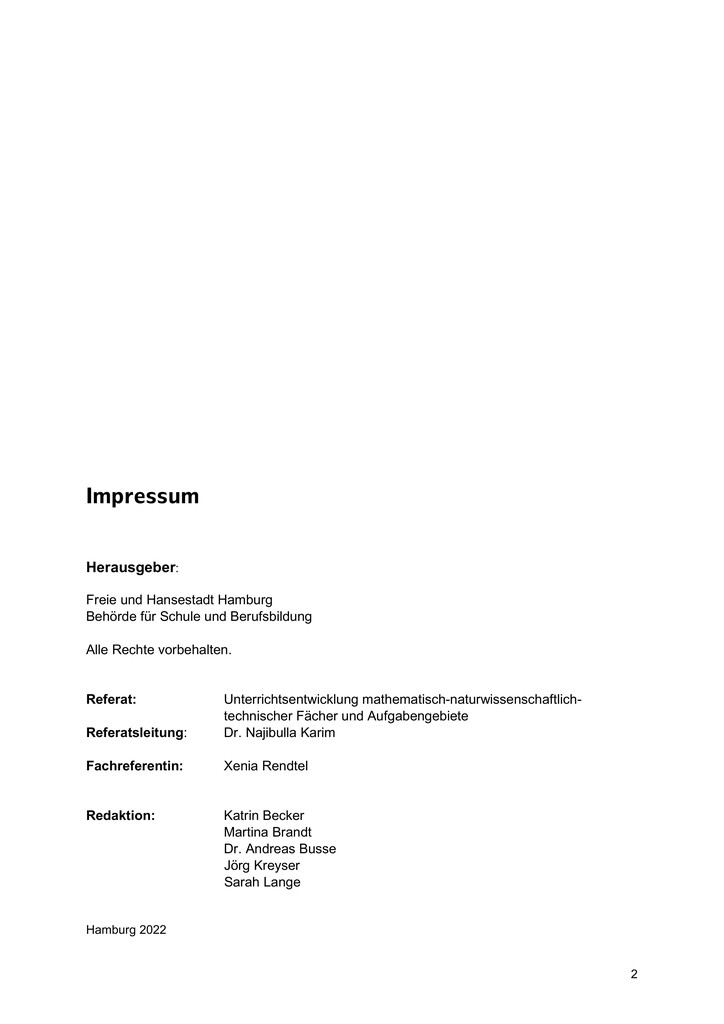 Impressum
Herausgeber:
Freie und Hansestadt Hamburg
Behörde für Schule und Berufsbildung
Alle Rechte vorbehalten.
Referat: Unterrichtsentwicklung mathematisch-naturwissenschaftlich-
technischer Fächer und Aufgabengebiete
Referatsleitung: Dr. Najibulla Karim
Fachreferentin: Xenia Rendtel
Redaktion: Katrin Becker
Martina Brandt
Dr. Andreas Busse
Jörg Kreyser
Sarah Lange
Hamburg 2022
2